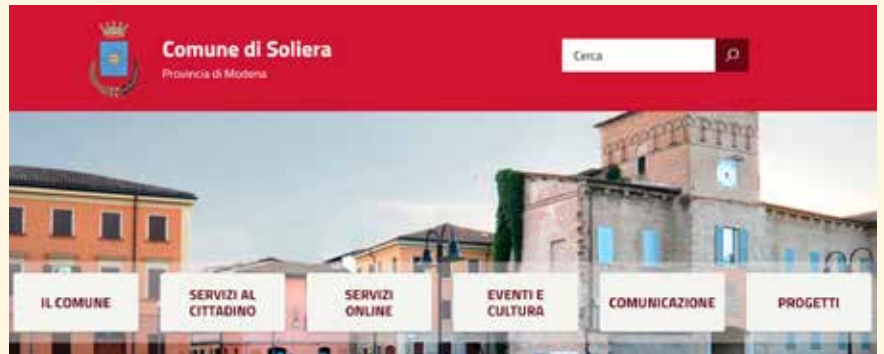 Comune di Soliera
Provincia di Modena
Cerca
IL COMUNE
SERVIZI AL
CITTADINO
SERVIZI
ONLINE
EVENTI E
CULTURA
COMUNICAZIONE
PROGETTI